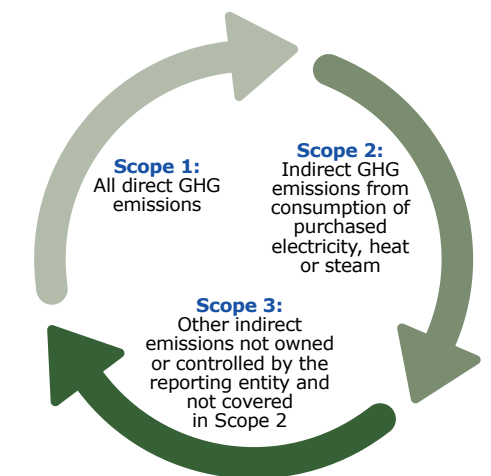 Scope 1:
All direct GHG
emissions
Scope 2:
Indirect GHG
emissions from
consumption of
purchased
electricity, heat
or steam
Scope 3:
Other indirect
emissions not owned
or controlled by the
reporting entity and
not covered
in Scope 2